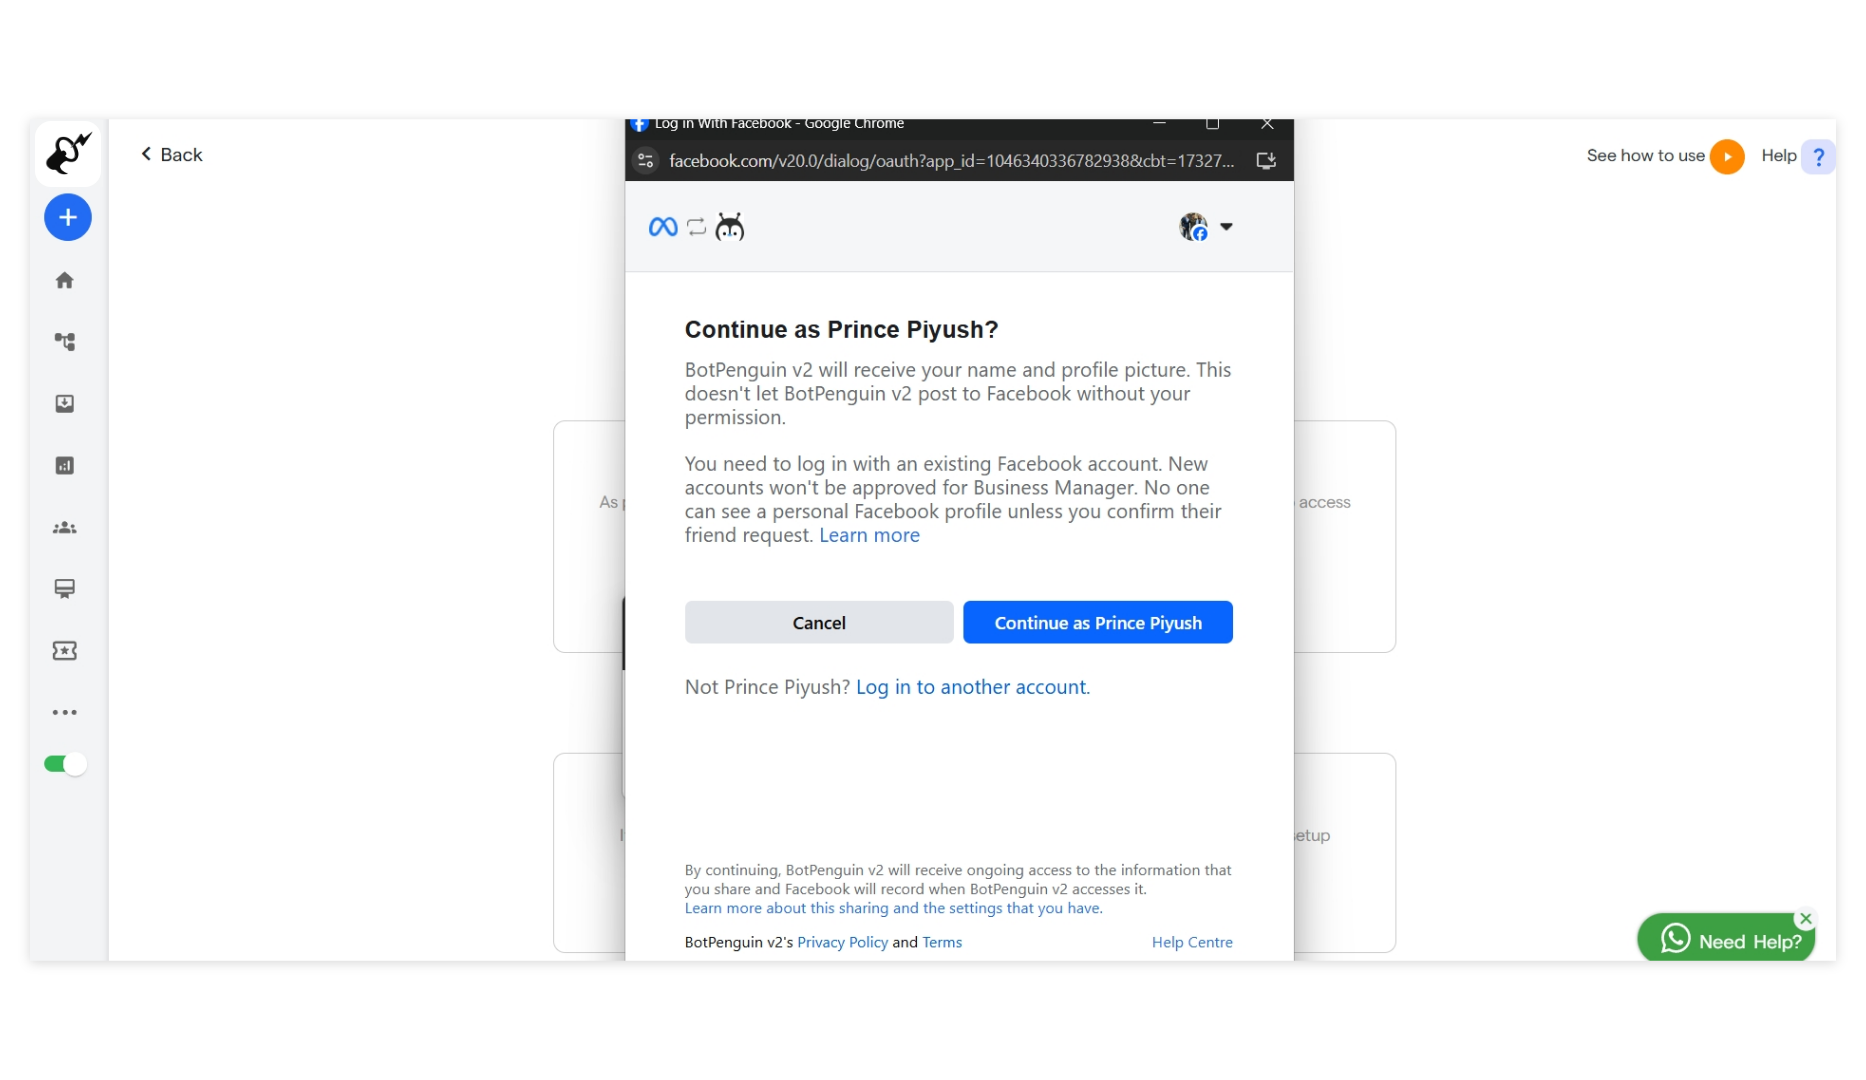 Log in With Facebook - Google Chrome
facebook.com/v20.0/dialog/oauth?app_id=1046340336782938&cbt=17327...
Back
See how to use
Help ?
Continue as Prince Piyush?
BotPenguin v2 will receive your name and profile picture. This
doesn't let BotPenguin v2 post to Facebook without your
permission.
You need to log in with an existing Facebook account. New
accounts won't be approved for Business Manager. No one
can see a personal Facebook profile unless you confirm their
friend request. Learn more
As
access
Cancel
Continue as Prince Piyush
Not Prince Piyush? Log in to another account.
etup
By continuing, BotPenguin v2 will receive ongoing access to the information that
you share and Facebook will record when BotPenguin v2 accesses it.
Learn more about this sharing and the settings that you have.
BotPenguin v2's Privacy Policy and Terms
Help Centre
Need Help?